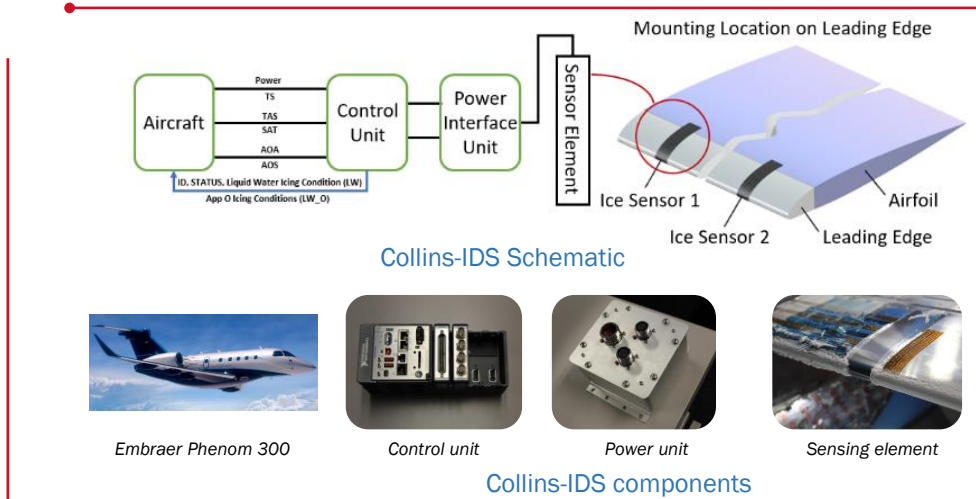 Mounting Location on Leading Edge
Aircraft
Power
TS
TAS
SAT
AOA
AOS
Control
Unit
Power
Interface
Unit
Sensor Element
ID, STATUS, Liquid Water Icing Condition (LW)
App O Icing Conditions (LW_O)
Ice Sensor 1
Ice Sensor 2
Airfoil
Leading Edge
Collins-IDS Schematic
Embraer Phenom 300
Control unit
Power unit
Sensing element
Collins-IDS components